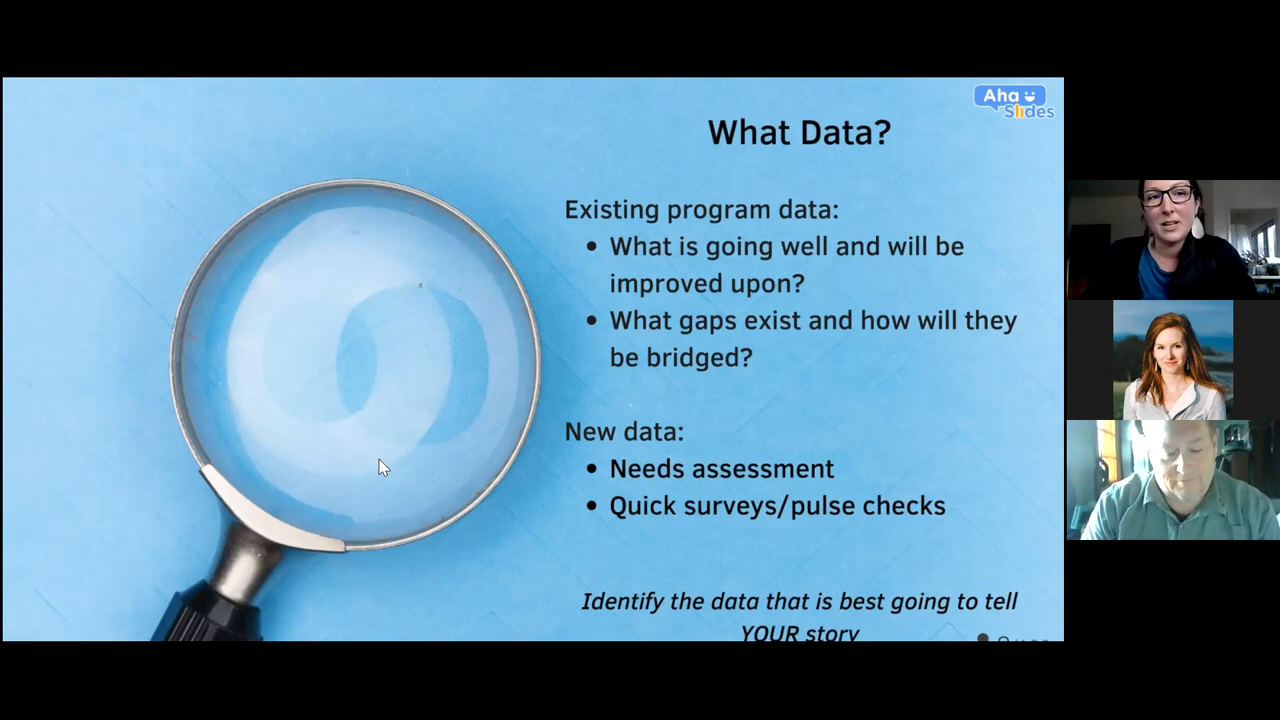 Aha
Slides
What Data?
Existing program data:
• What is going well and will be
improved upon?
• What gaps exist and how will they
be bridged?
New data:
• Needs assessment
• Quick surveys/pulse checks
Identify the data that is best going to tell
YOUR story